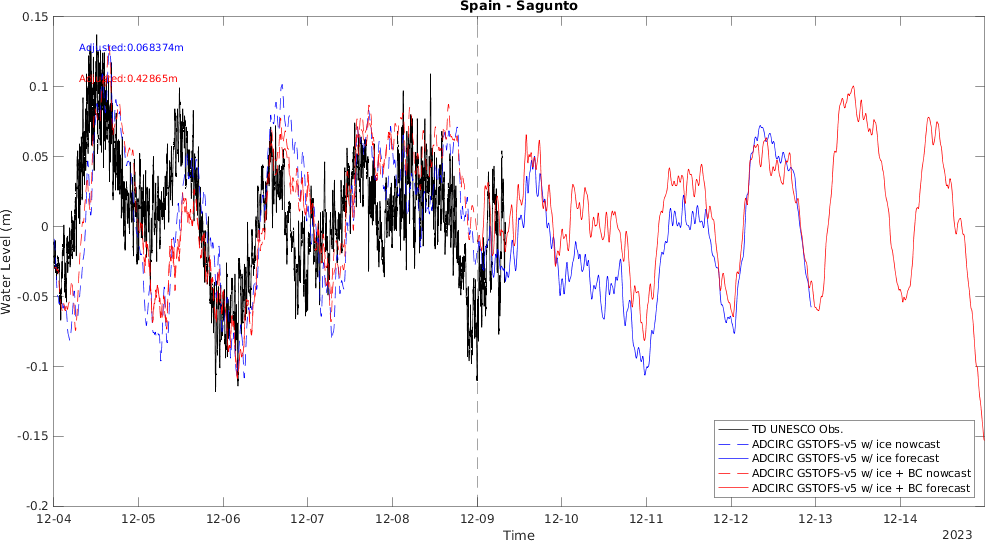 Spain - Sagunto
0.15
0.1
0.05
0
-0.05
-0.1
-0.15
-0.2
Water Level (m)
Adjusted:0.068374m
Adjusted:0.42865m
TD UNESCO Obs.
ADCIRC GSTOFS-v5 w/ ice nowcast
ADCIRC GSTOFS-v5 w/ ice forecast
ADCIRC GSTOFS-v5 w/ ice + BC nowcast
ADCIRC GSTOFS-v5 w/ ice + BC forecast
12-04 12-05 12-06 12-07 12-08 12-09 12-10 12-11 12-12 12-13 12-14
Time
2023